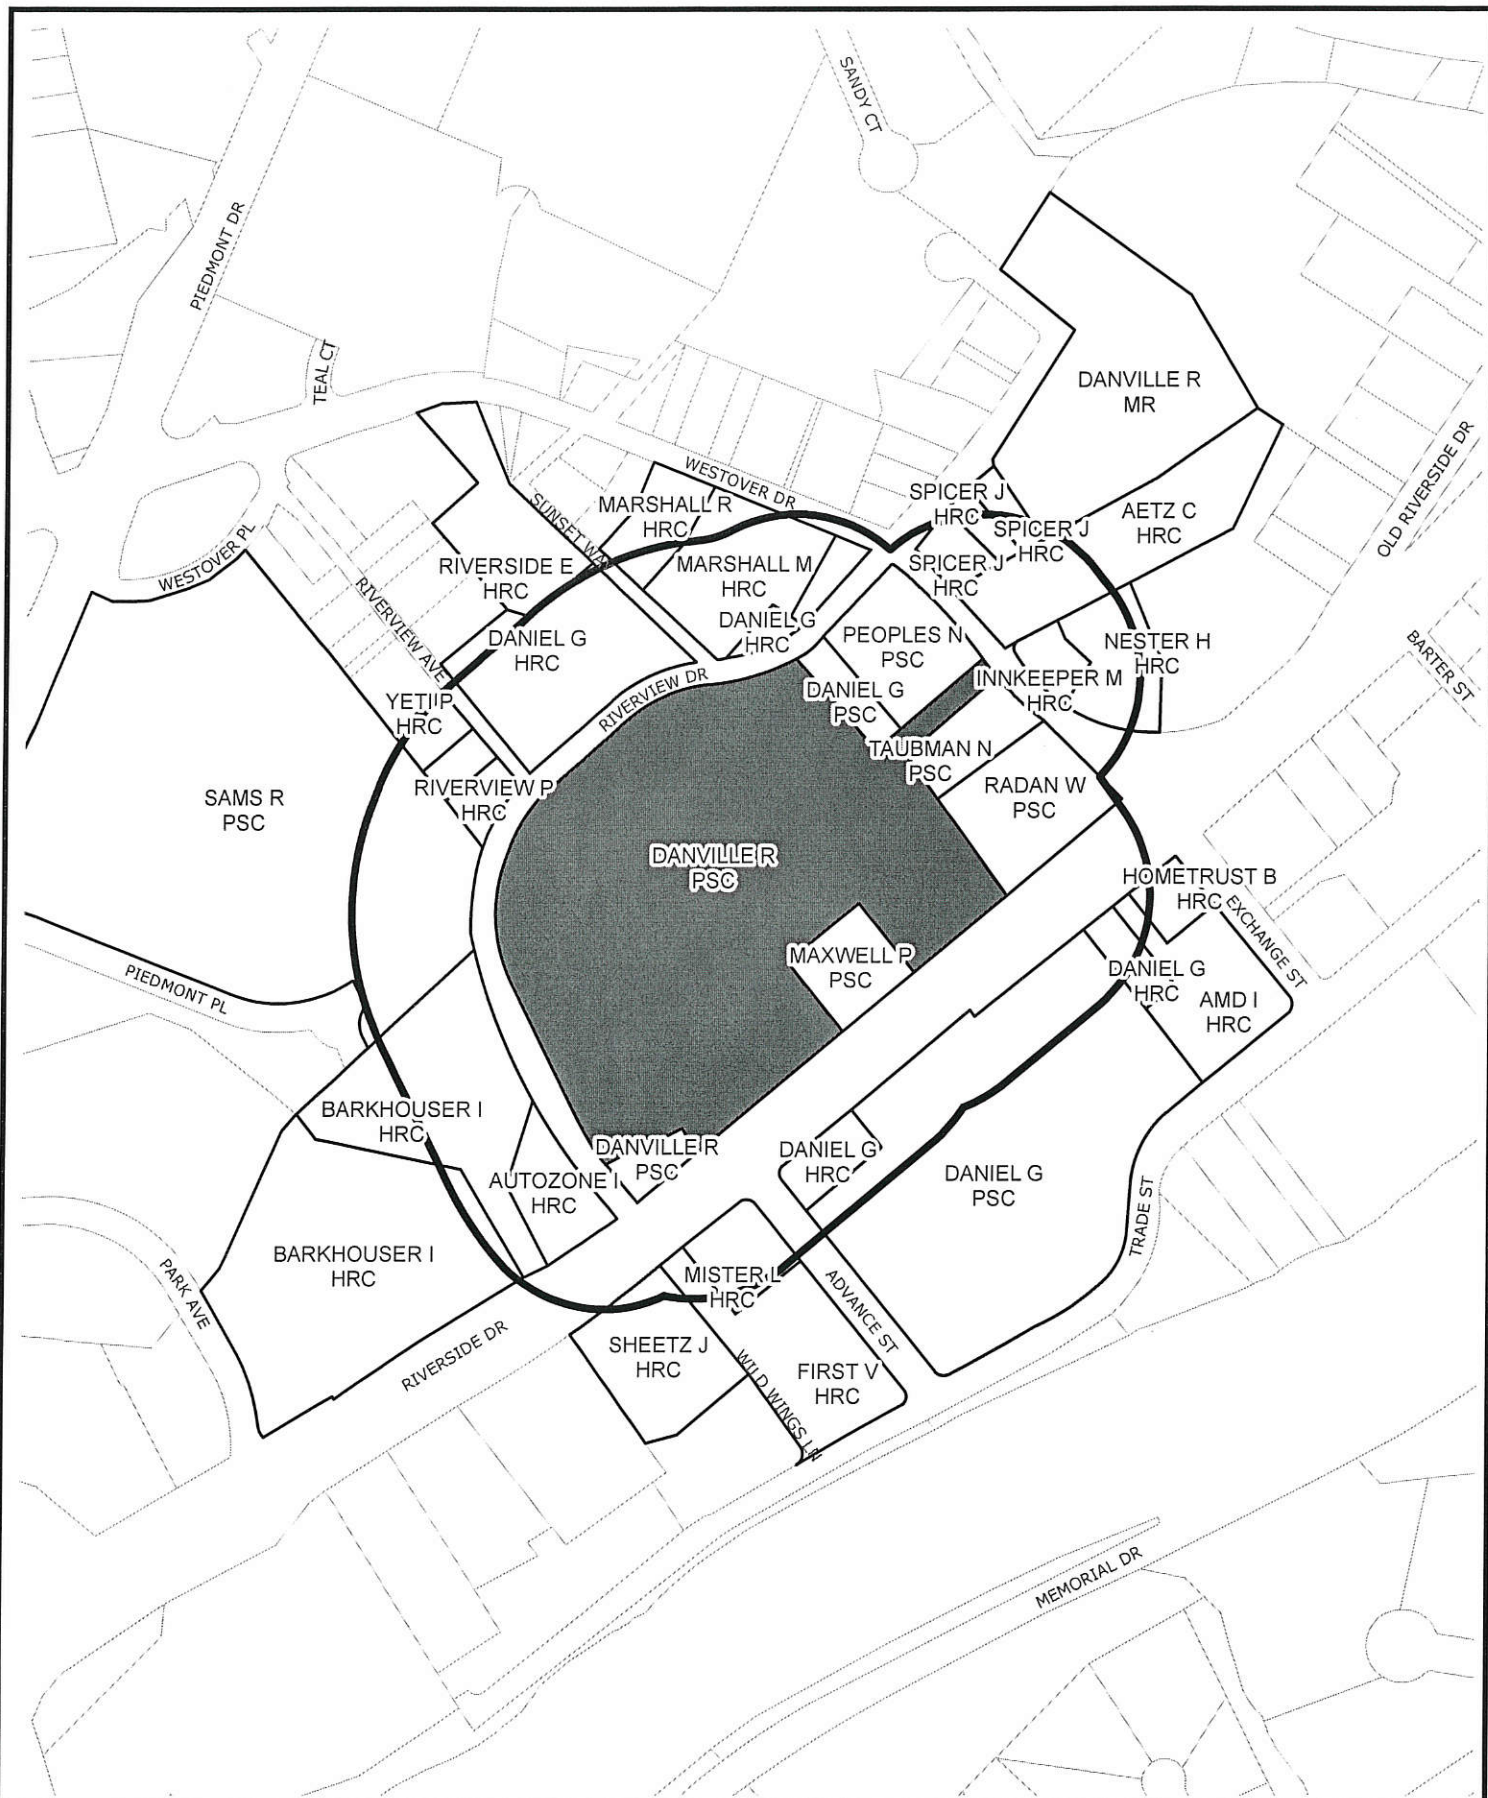 SANDY CT
PIEDMONT DR
TEAL CT
DANVILLE R
MR
OLD RIVERSIDE DR
WESTOVER DR
SPICER J
HRC
MARSHALL R
HRC
SUNSET WAY
SPICER J
HRC
AETZ C
HRC
WESTOVER PL
RIVERSIDE E
HRC
MARSHALL M
HRC
SPICER J
HRC
RIVERVIEW AVE
DANIEL G
HRC
DANIEL G
HRC
PEOPLES N
PSC
NESTER H
HRC
BARTER ST
INNKEEPER M
HRC
DANIEL G
PSC
RIVERVIEW DR
YETI P
HRC
TAUBMAN N
PSC
RIVERVIEW P
HRC
RADAN W
PSC
SAMS R
PSC
DANVILLE R
PSC
HOMETRUST B
HRC
EXCHANGE ST
MAXWELL P
PSC
DANIEL G
HRC
PIEDMONT PL
AMD I
HRC
BARKHOUSER I
HRC
DANVILLE R
PSC
DANIEL G
HRC
DANIEL G
PSC
AUTOZONE I
HRC
TRADE ST
BARKHOUSER I
HRC
PARK AVE
MISTER L
HRC
ADVANCE ST
RIVERSIDE DR
SHEETZ J
HRC
WILD WINGS LN
FIRST V
HRC
MEMORIAL DR